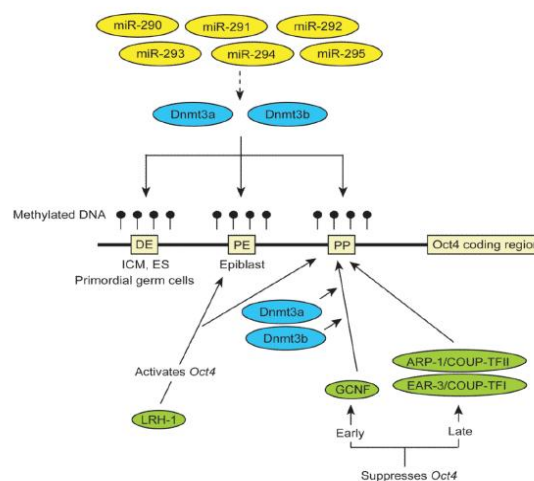 miR-290 miR-291 miR-292
miR-293 miR-294 miR-295
Dnmt3a Dnmt3b
Methylated DNA
DE PE PP Oct4 coding region
ICM, ES Epiblast
Primordial germ cells
Dnmt3a
Dnmt3b
ARP-1/COUP-TFII
Activates Oct4
GCNF EAR-3/COUP-TFI
LRH-1
Early Late
Suppresses Oct4